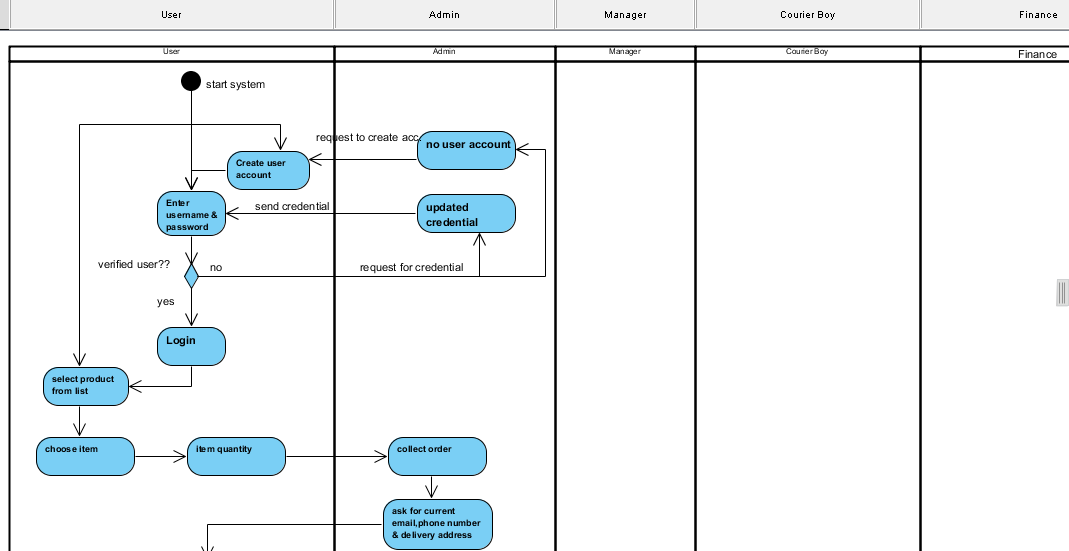 User Admin Manager Courier Boy Finance
User Admin Manager Courier Boy Finance
start system
request to create acc.
no user account
Create user
account
Enter
username &
password
send credential
updated
credential
verified user??
no
request for credential
yes
Login
select product
from list
choose item
item quantity
collect order
ask for current
email,phone number
& delivery address